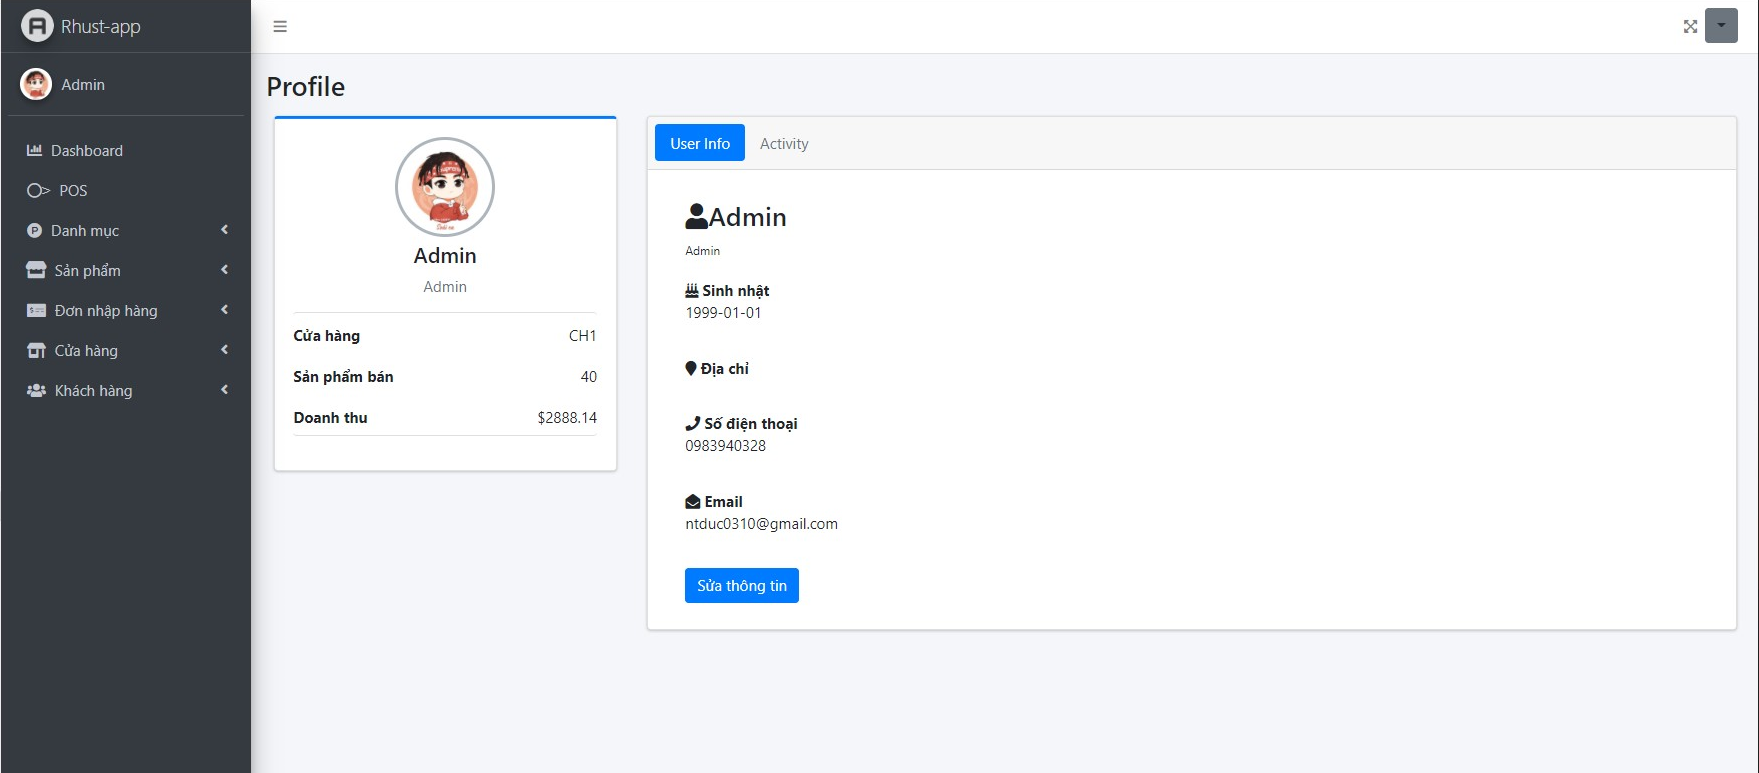 Rhust-app
Admin
Dashboard
POS
Danh mục
Sản phẩm
Đơn nhập hàng
Cửa hàng
Khách hàng
Profile
Admin
Admin
Cửa hàng CH1
Sản phẩm bán 40
Doanh thu $2888.14
User Info Activity
Admin
Admin
Sinh nhật
1999-01-01
Địa chỉ
Số điện thoại
0983940328
Email
ntduc0310@gmail.com
Sửa thông tin